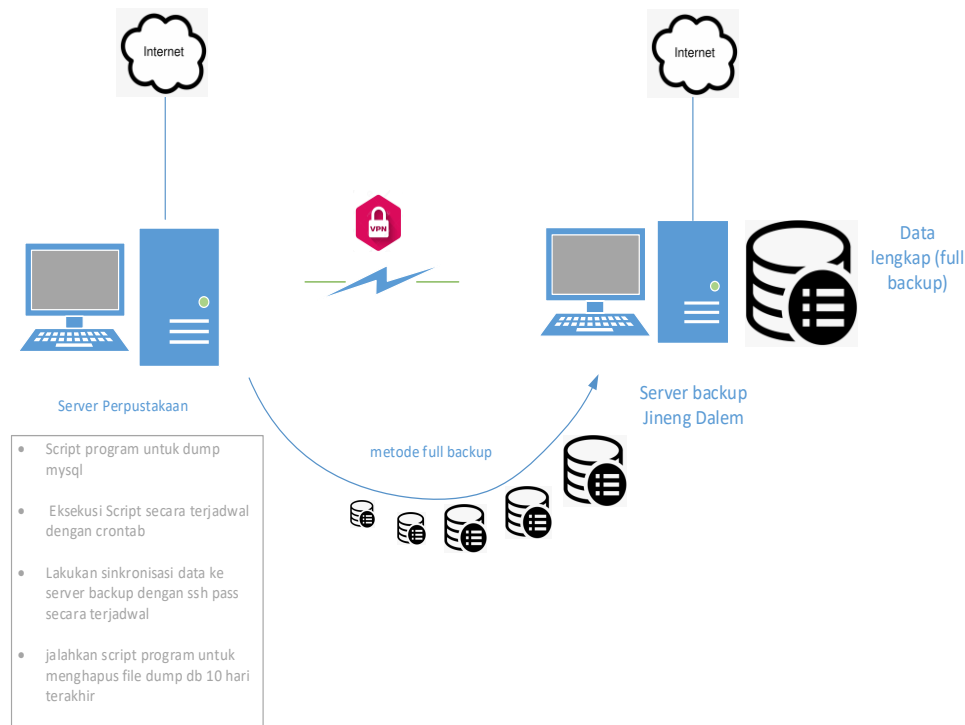 Internet
Internet
VPN
Data
lengkap (full
backup)
Server Perpustakaan
Server backup
Jineng Dalem
metode full backup
• Script program untuk dump
mysql
• Eksekusi Script secara terjadwal
dengan crontab
• Lakukan sinkronisasi data ke
server backup dengan ssh pass
secara terjadwal
• jalahkan script program untuk
menghapus file dump db 10 hari
terakhir